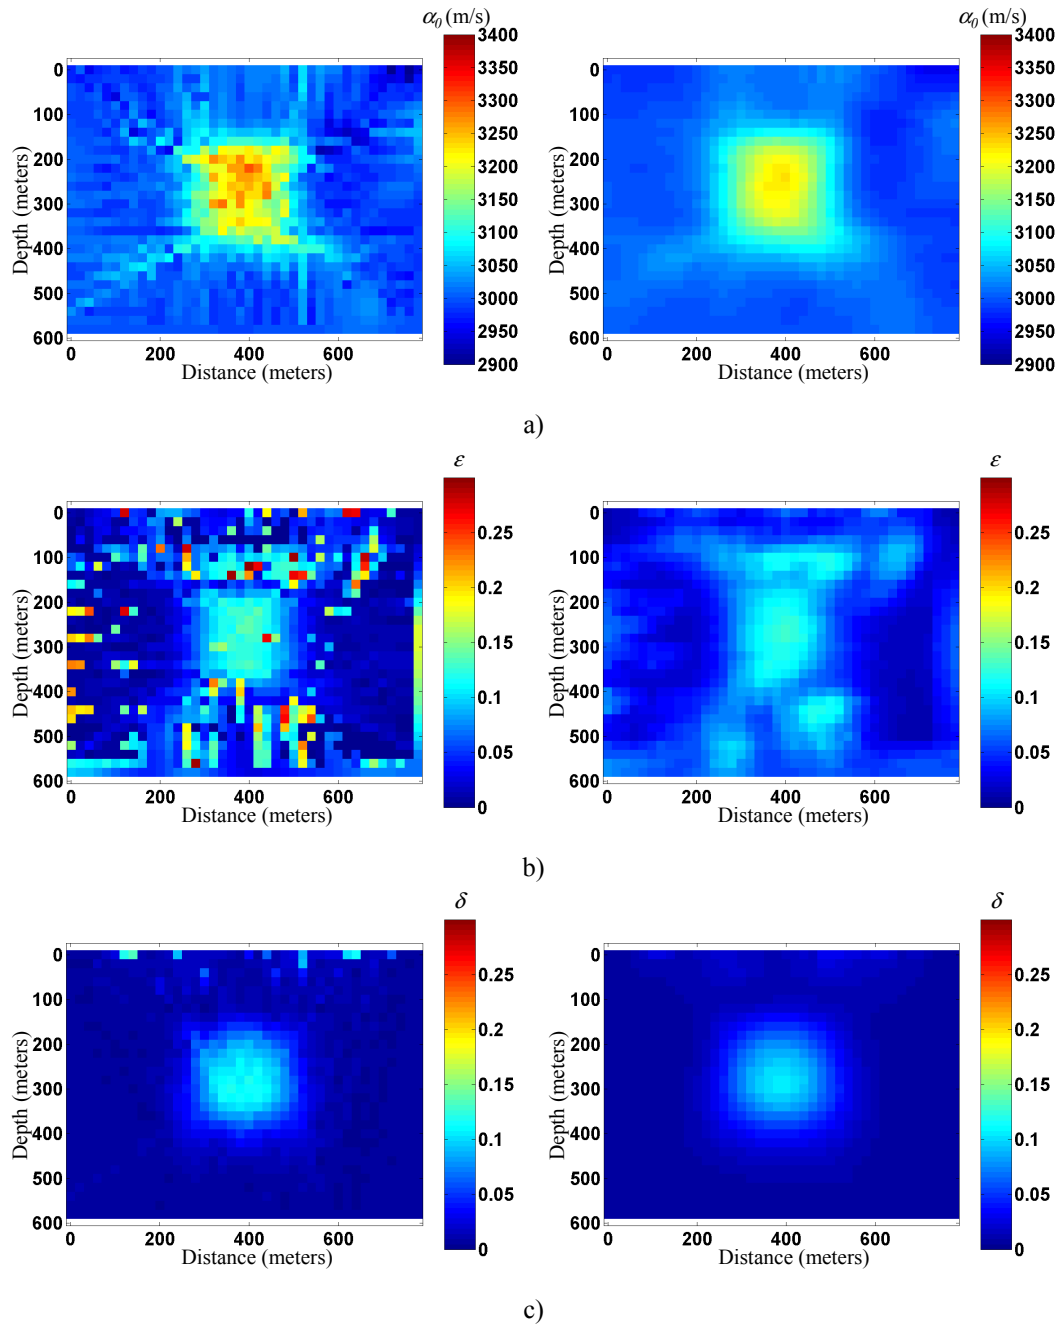 α₀ (m/s) α₀ (m/s)
3400 3400
0 3350 0 3350
100 3300 100 3300
3250 3250
200 3200 200 3200
300 3150 300 3150
Depth (meters) Depth (meters)
3100 3100
400 3050 400 3050
500 3000 500 3000
2950 2950
600 600
0 200 400 600 2900 0 200 400 600 2900
Distance (meters) Distance (meters)
a)
ε ε
0 0
0.25 0.25
100 100
0.2 0.2
200 200
300 0.15 300 0.15
Depth (meters) Depth (meters)
400 0.1 400 0.1
500 0.05 500 0.05
600 600
0 200 400 600 0 0 200 400 600 0
Distance (meters) Distance (meters)
b)
δ δ
0 0
0.25 0.25
100 100
0.2 0.2
200 200
300 0.15 300 0.15
Depth (meters) Depth (meters)
400 0.1 400 0.1
500 0.05 500 0.05
600 600
0 200 400 600 0 0 200 400 600 0
Distance (meters) Distance (meters)
c)